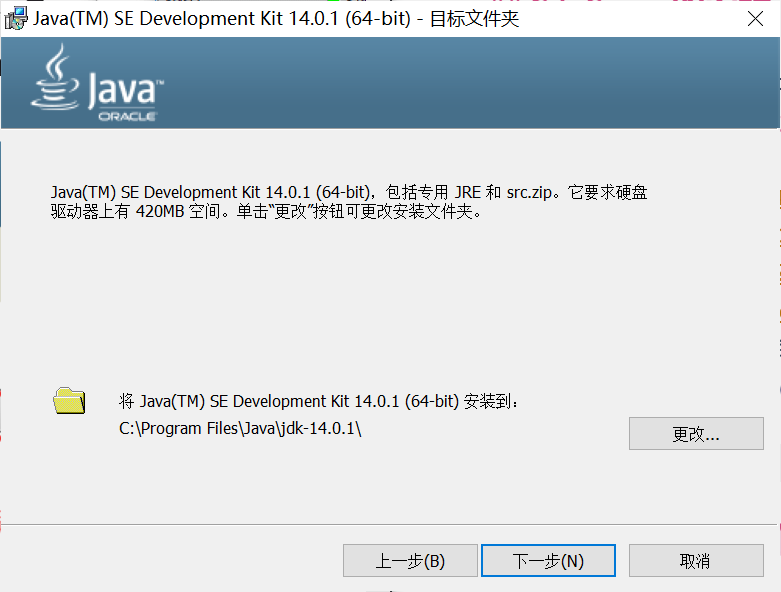 Java(TM) SE Development Kit 14.0.1 (64-bit) - 目标文件夹
Java™
ORACLE
Java(TM) SE Development Kit 14.0.1 (64-bit)，包括专用 JRE 和 src.zip。它要求硬盘
驱动器上有 420MB 空间。单击“更改”按钮可更改安装文件夹。
将 Java(TM) SE Development Kit 14.0.1 (64-bit) 安装到：
C:\Program Files\Java\jdk-14.0.1\
更改...
上一步(B)
下一步(N)
取消